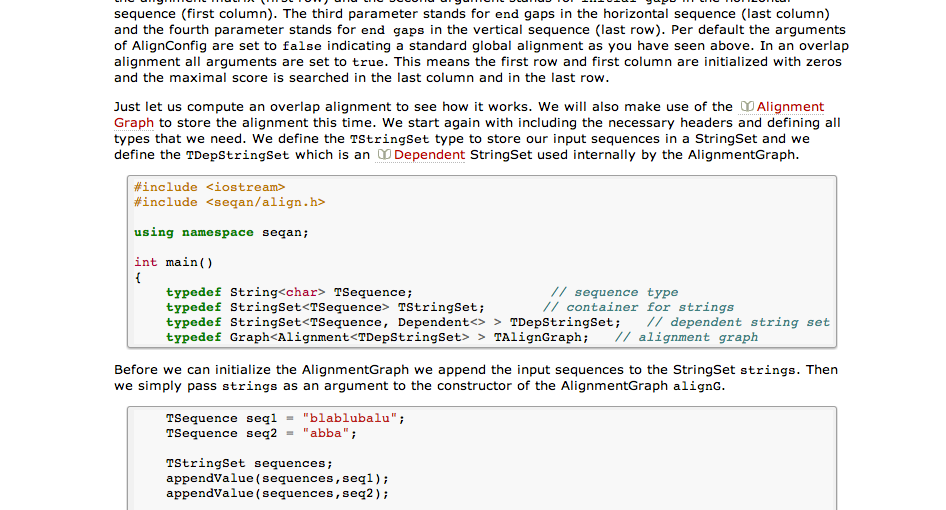 sequence (first column). The third parameter stands for end gaps in the horizontal sequence (last column)
and the fourth parameter stands for end gaps in the vertical sequence (last row). Per default the arguments
of AlignConfig are set to false indicating a standard global alignment as you have seen above. In an overlap
alignment all arguments are set to true. This means the first row and first column are initialized with zeros
and the maximal score is searched in the last column and in the last row.
Just let us compute an overlap alignment to see how it works. We will also make use of the Alignment
Graph to store the alignment this time. We start again with including the necessary headers and defining all
types that we need. We define the TStringSet type to store our input sequences in a StringSet and we
define the TDepStringSet which is an Dependent StringSet used internally by the AlignmentGraph.
#include <iostream>
#include <seqan/align.h>
using namespace seqan;
int main()
{
typedef String<char> TSequence; // sequence type
typedef StringSet<TSequence> TStringSet; // container for strings
typedef StringSet<TSequence, Dependent<> > TDepStringSet; // dependent string set
typedef Graph<Alignment<TDepStringSet> > TAlignGraph; // alignment graph
Before we can initialize the AlignmentGraph we append the input sequences to the StringSet strings. Then
we simply pass strings as an argument to the constructor of the AlignmentGraph alignG.
TSequence seq1 = "blablubalu";
TSequence seq2 = "abba";
TStringSet sequences;
appendValue(sequences,seq1);
appendValue(sequences,seq2);